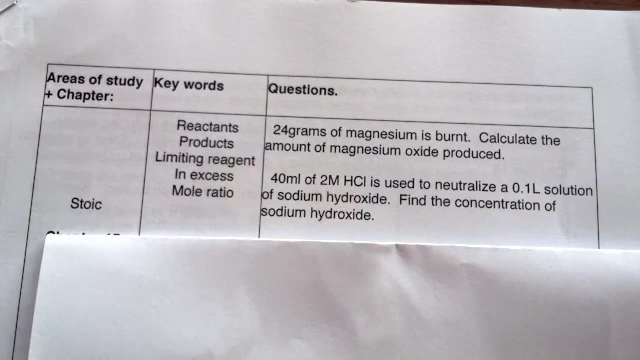 Areas of study
+ Chapter:
Key words
Questions.
Stoic
Reactants
Products
Limiting reagent
In excess
Mole ratio
24grams of magnesium is burnt. Calculate the
amount of magnesium oxide produced.
40ml of 2M HCl is used to neutralize a 0.1L solution
of sodium hydroxide. Find the concentration of
sodium hydroxide.